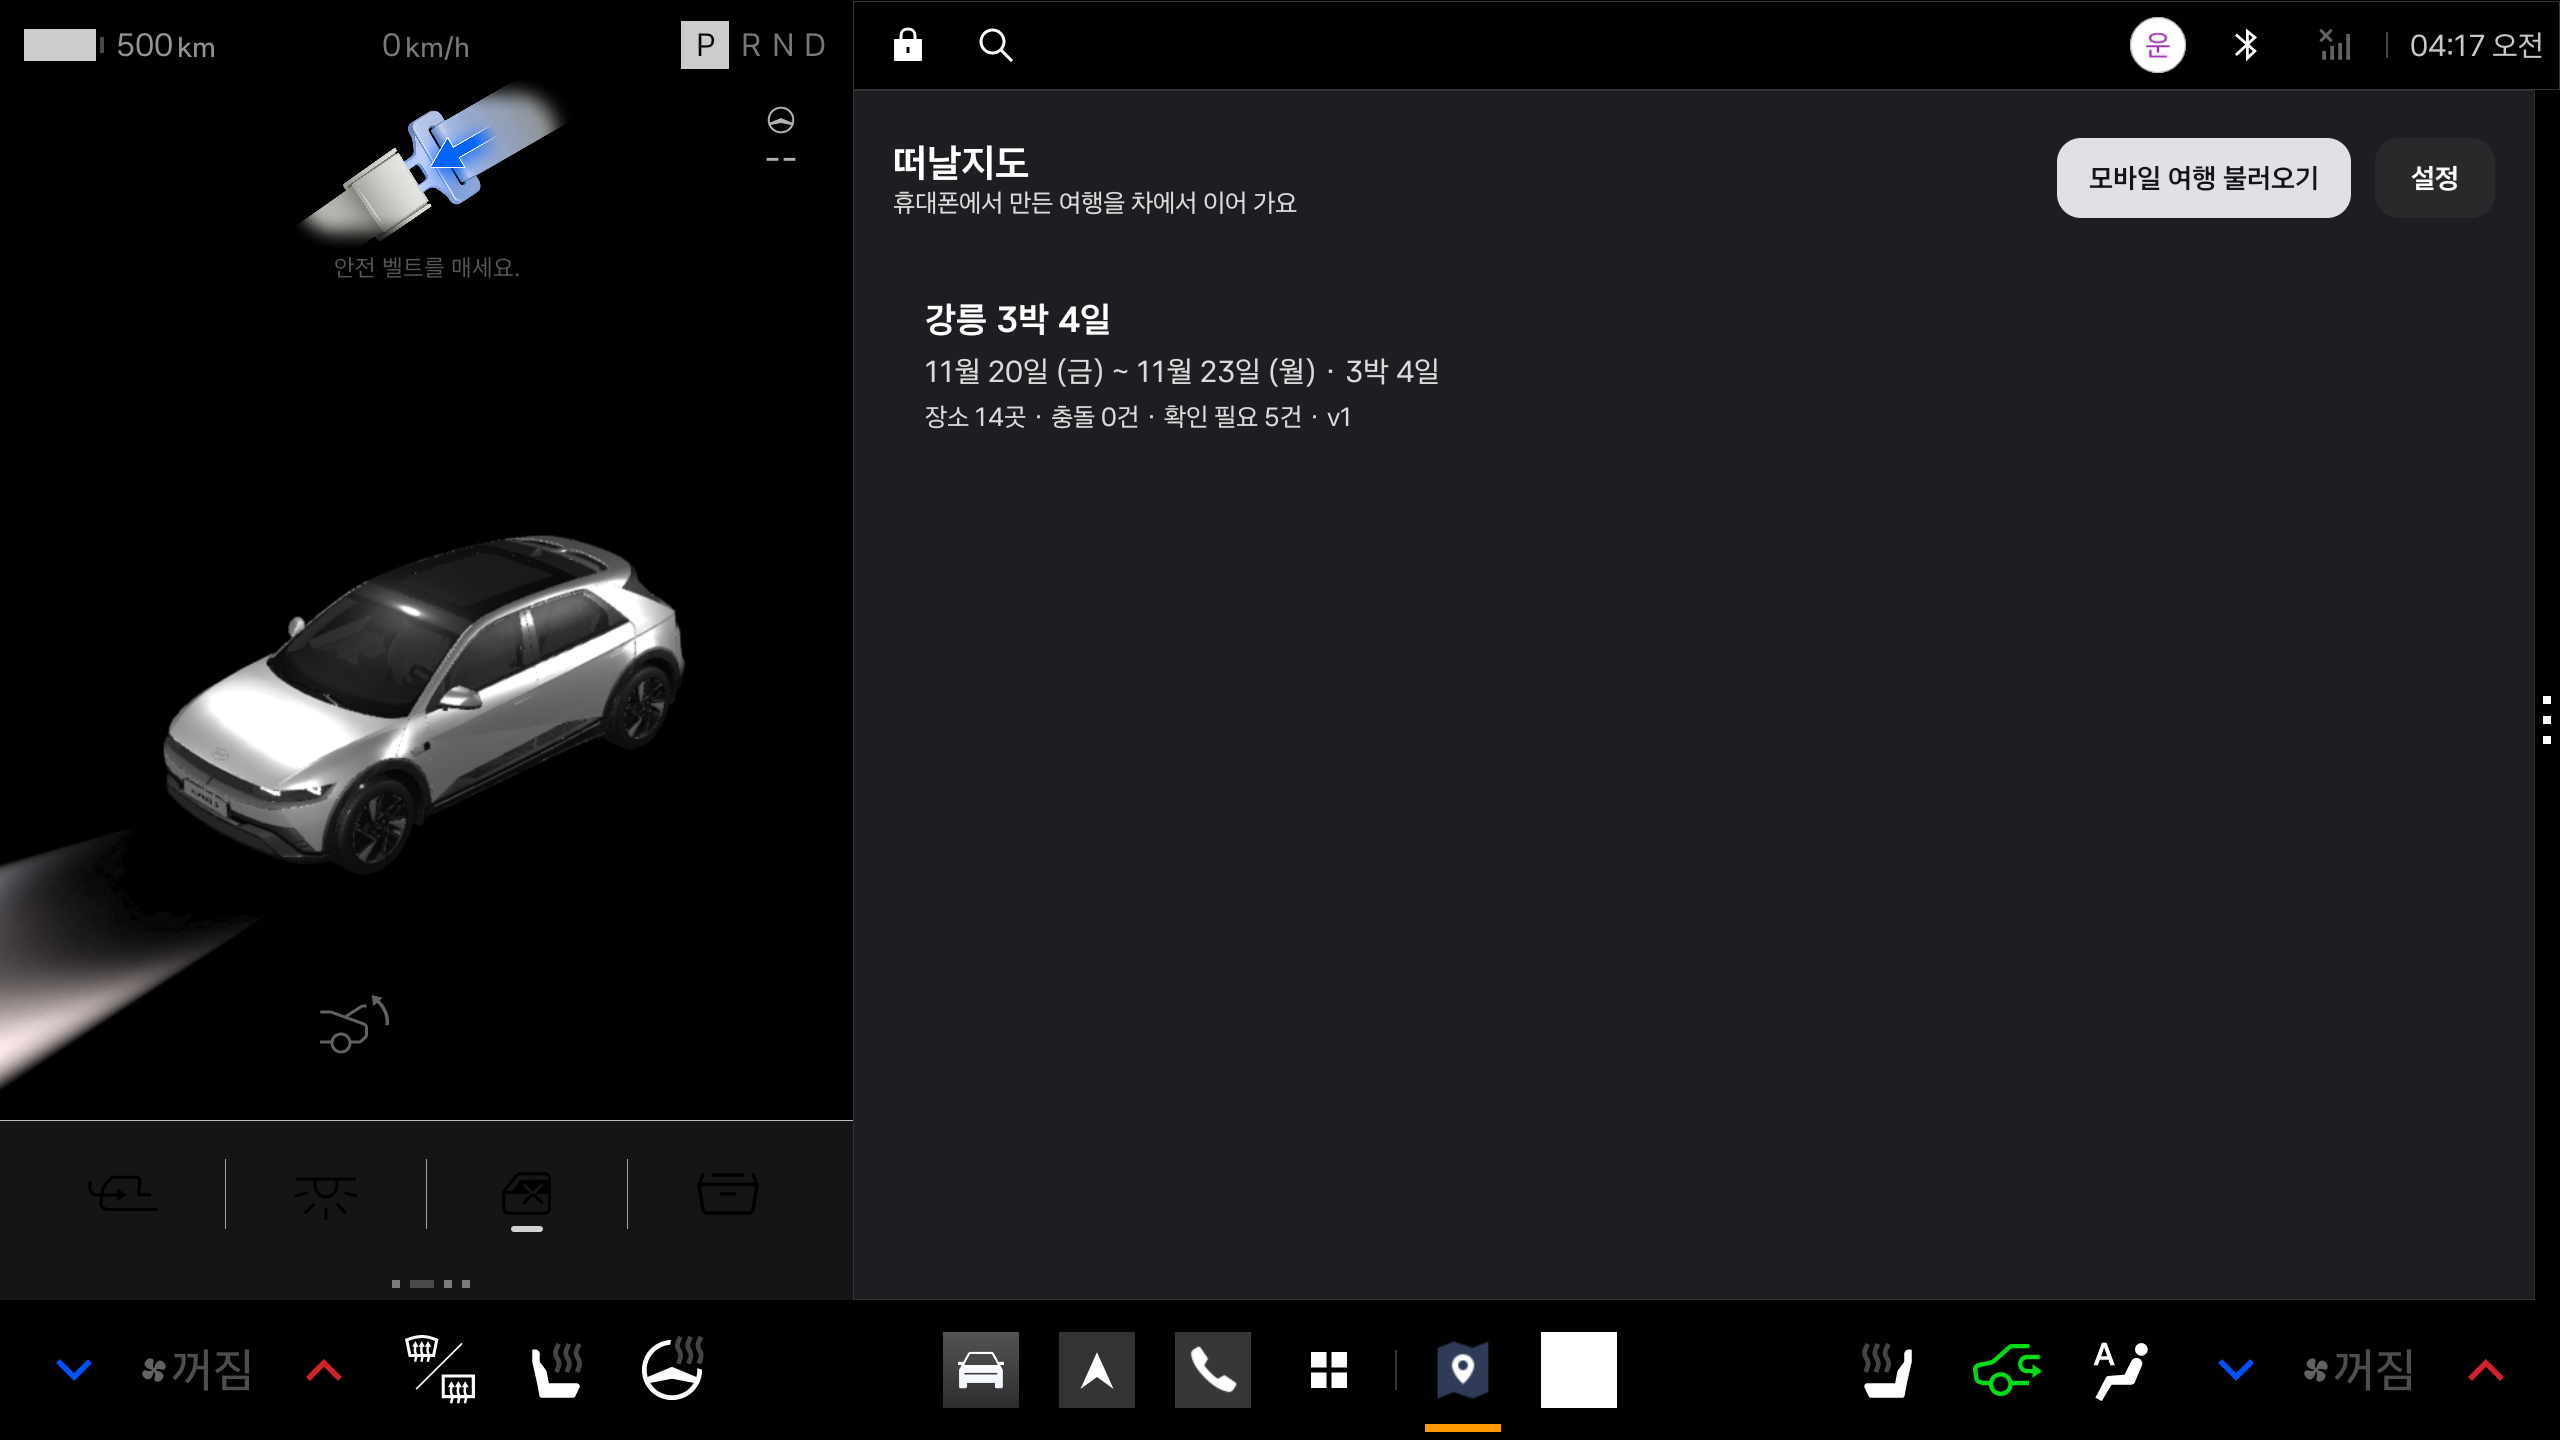 500 km
0 km/h
P R N D
운
04:17 오전
--
안전 벨트를 매세요.
떠날지도
휴대폰에서 만든 여행을 차에서 이어 가요
모바일 여행 불러오기
설정
강릉 3박 4일
11월 20일 (금) ~ 11월 23일 (월) · 3박 4일
장소 14곳 · 충돌 0건 · 확인 필요 5건 · v1
꺼짐
A
꺼짐